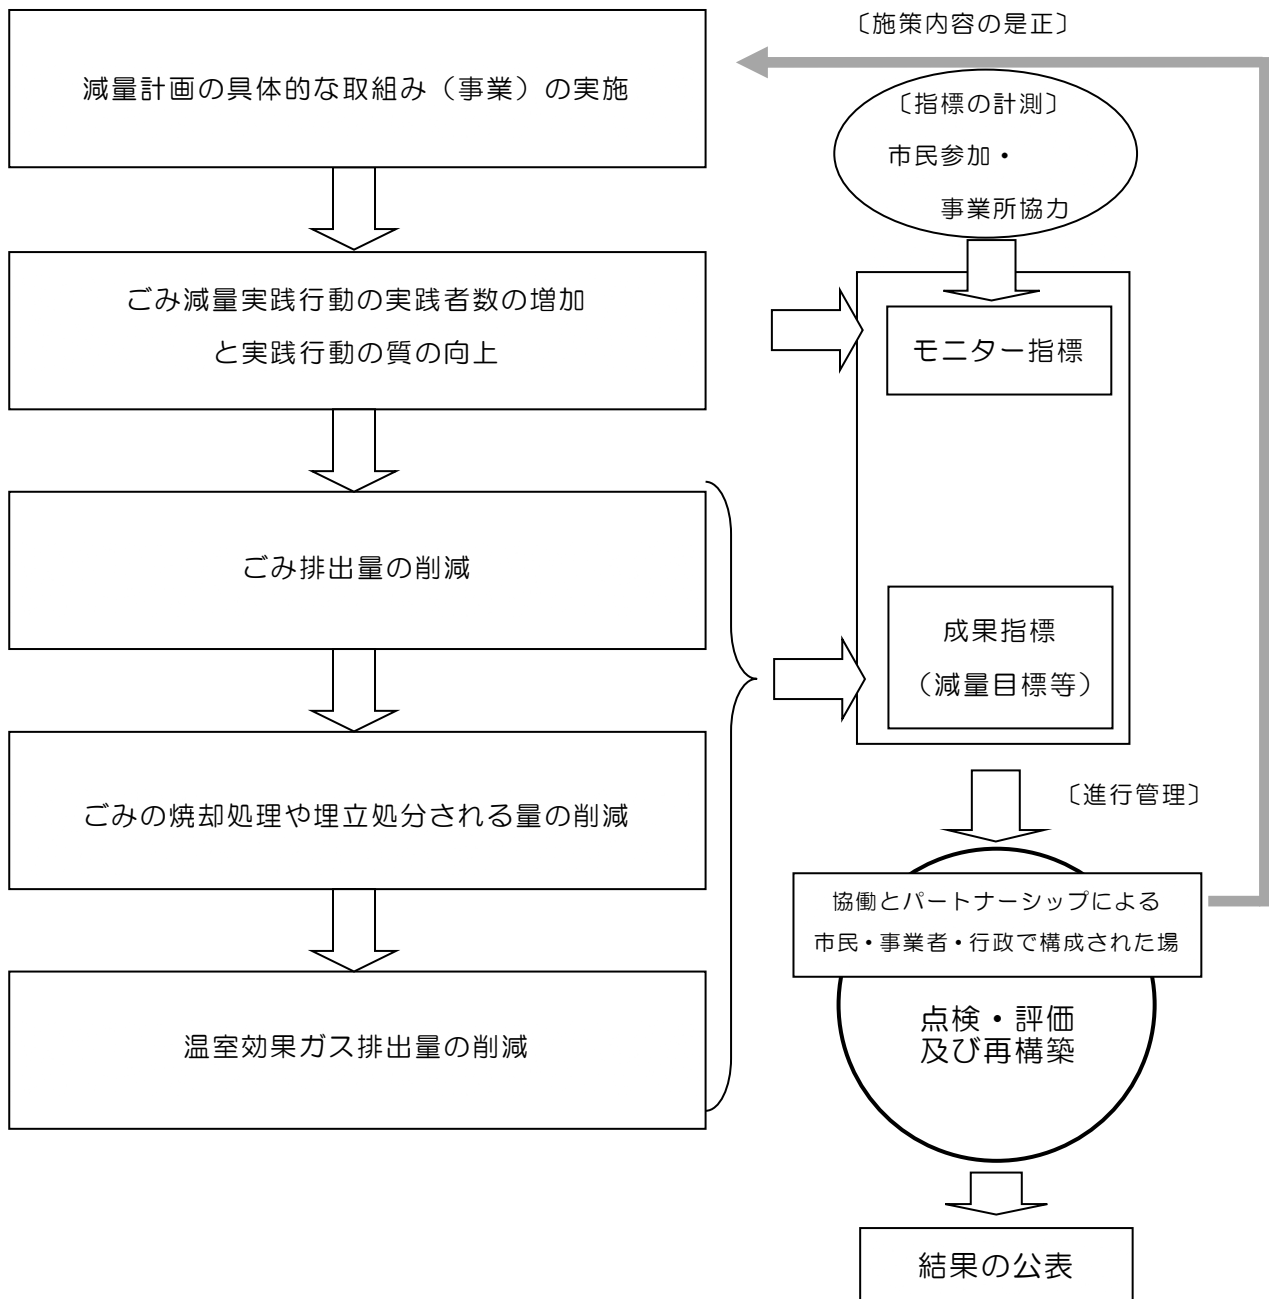 減量計画の具体的な取組み（事業）の実施
ごみ減量実践行動の実践者数の増加
と実践行動の質の向上
ごみ排出量の削減
ごみの焼却処理や埋立処分される量の削減
温室効果ガス排出量の削減
〔施策内容の是正〕
〔指標の計測〕
市民参加・
事業所協力
モニター指標
成果指標
（減量目標等）
〔進行管理〕
協働とパートナーシップによる
市民・事業者・行政で構成された場
点検・評価
及び再構築
結果の公表